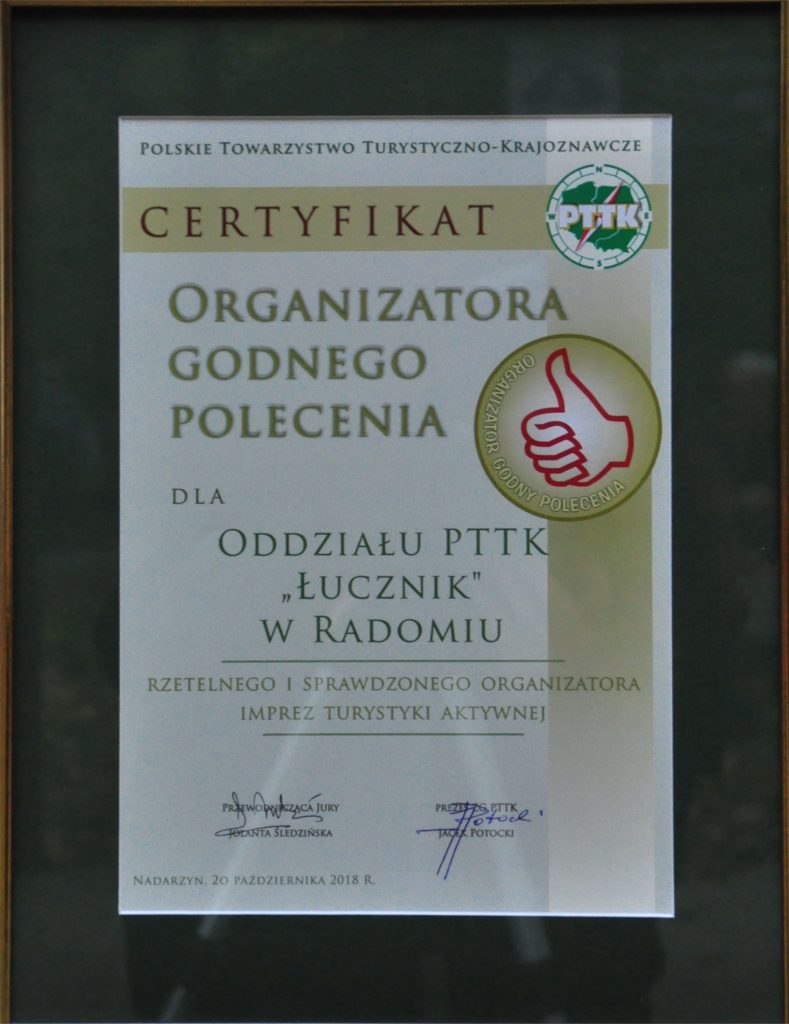 Polskie Towarzystwo Turystyczno-Krajoznawcze
CERTYFIKAT
N
W PTTK E
S
Organizatora
godnego
polecenia
ORGANIZATOR GODNY POLECENIA
dla
Oddziału PTTK
„Łucznik"
w Radomiu
rzetelnego i sprawdzonego organizatora
imprez turystyki aktywnej
Przewodnicząca Jury
Jolanta Śledzińska
prezes ZG PTTK
Jacek Potocki
Nadarzyn, 20 października 2018 r.